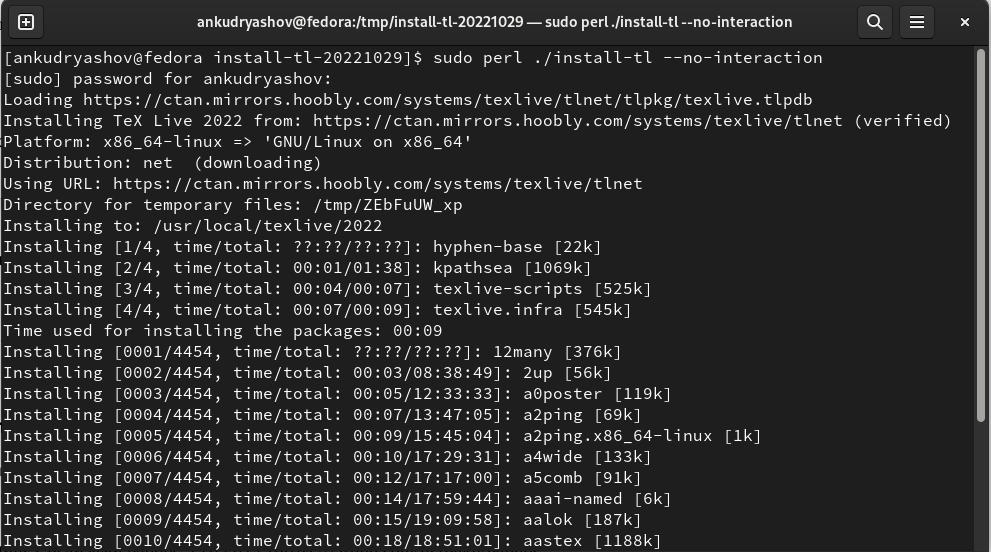 ankudryashov@fedora:/tmp/install-tl-20221029 — sudo perl ./install-tl --no-interaction
[ankudryashov@fedora install-tl-20221029]$ sudo perl ./install-tl --no-interaction
[sudo] password for ankudryashov:
Loading https://ctan.mirrors.hoobly.com/systems/texlive/tlnet/tlpkg/texlive.tlpdb
Installing TeX Live 2022 from: https://ctan.mirrors.hoobly.com/systems/texlive/tlnet (verified)
Platform: x86_64-linux => 'GNU/Linux on x86_64'
Distribution: net  (downloading)
Using URL: https://ctan.mirrors.hoobly.com/systems/texlive/tlnet
Directory for temporary files: /tmp/ZEbFuUW_xp
Installing to: /usr/local/texlive/2022
Installing [1/4, time/total: ??:??/??:??]: hyphen-base [22k]
Installing [2/4, time/total: 00:01/01:38]: kpathsea [1069k]
Installing [3/4, time/total: 00:04/00:07]: texlive-scripts [525k]
Installing [4/4, time/total: 00:07/00:09]: texlive.infra [545k]
Time used for installing the packages: 00:09
Installing [0001/4454, time/total: ??:??/??:??]: 12many [376k]
Installing [0002/4454, time/total: 00:03/08:38:49]: 2up [56k]
Installing [0003/4454, time/total: 00:05/12:33:33]: a0poster [119k]
Installing [0004/4454, time/total: 00:07/13:47:05]: a2ping [69k]
Installing [0005/4454, time/total: 00:09/15:45:04]: a2ping.x86_64-linux [1k]
Installing [0006/4454, time/total: 00:10/17:29:31]: a4wide [133k]
Installing [0007/4454, time/total: 00:12/17:17:00]: a5comb [91k]
Installing [0008/4454, time/total: 00:14/17:59:44]: aaai-named [6k]
Installing [0009/4454, time/total: 00:15/19:09:58]: aalok [187k]
Installing [0010/4454, time/total: 00:18/18:51:01]: aastex [1188k]